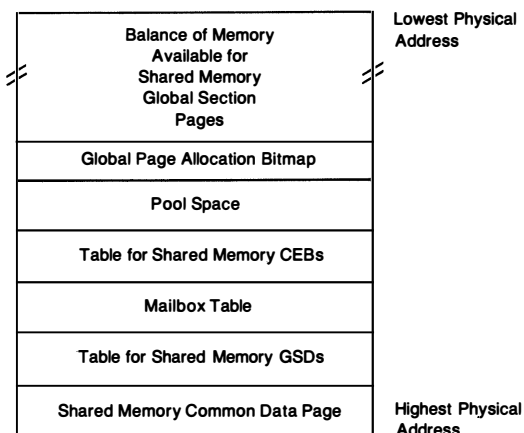 Balance of Memory
Available for
Shared Memory
Global Section
Pages
Lowest Physical
Address
Global Page Allocation Bitmap
Pool Space
Table for Shared Memory CEBs
Mailbox Table
Table for Shared Memory GSDs
Shared Memory Common Data Page
Highest Physical
Address